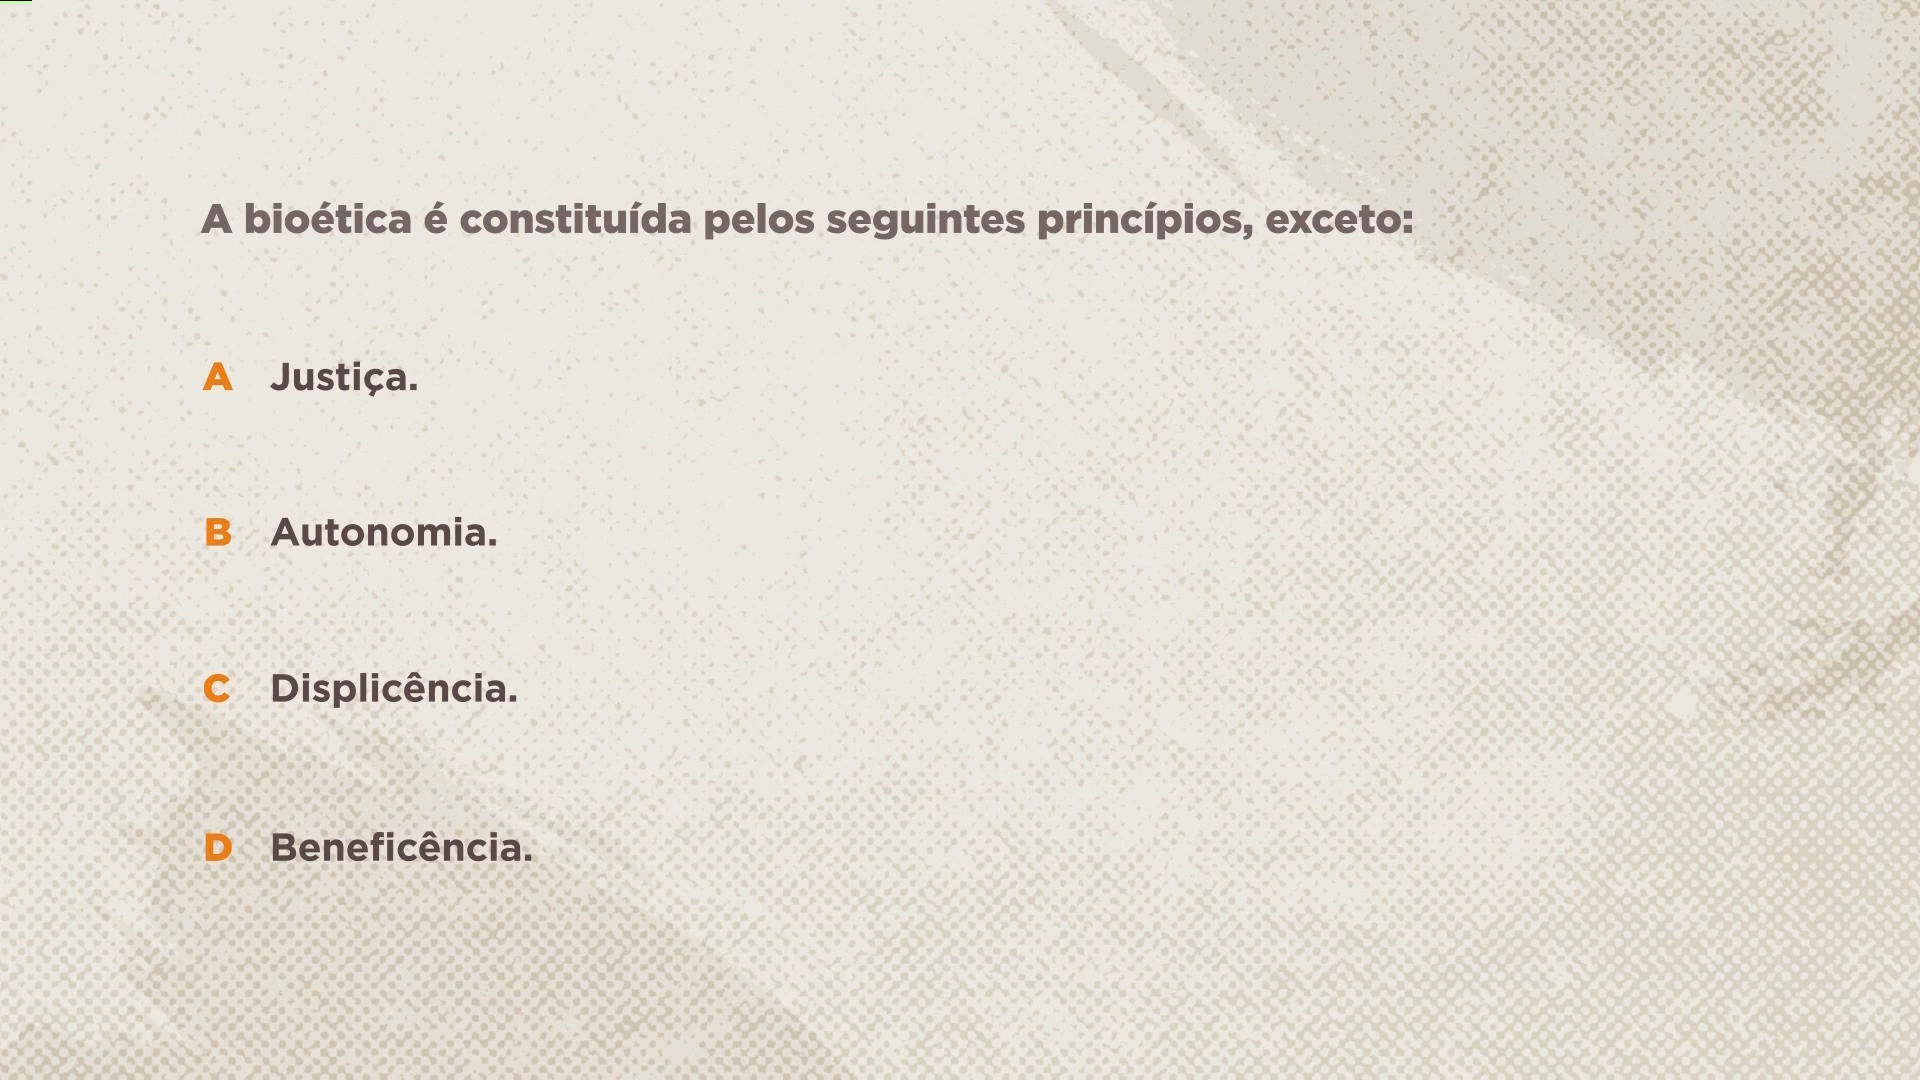 A bioética é constituída pelos seguintes princípios, exceto:
A Justiça.
B Autonomia.
C Displicência.
D Beneficência.